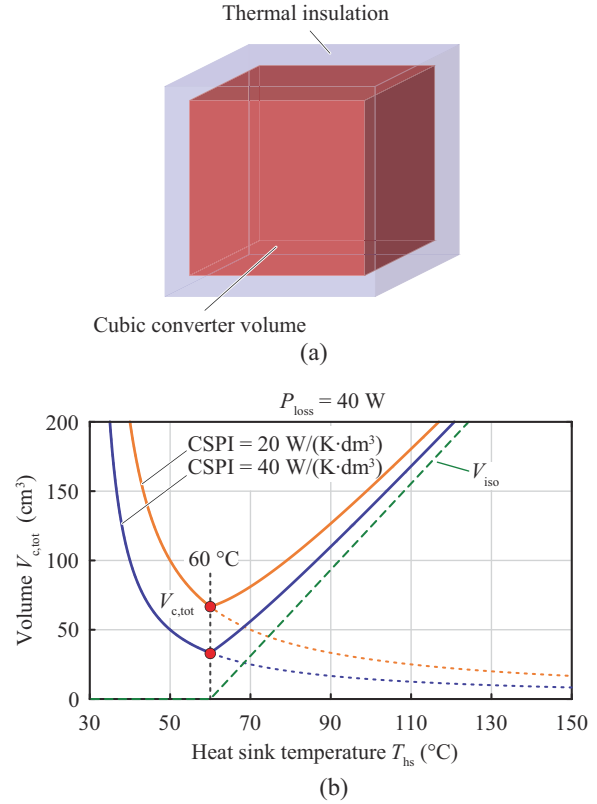 Thermal insulation
Cubic converter volume
(a)
P_loss = 40 W
200
150
100
50
0
30
50
70
90
110
130
150
CSPI = 20 W/(K·dm³)
CSPI = 40 W/(K·dm³)
V_iso
60 °C
V_c,tot
Volume V_c,tot (cm³)
Heat sink temperature T_hs (°C)
(b)